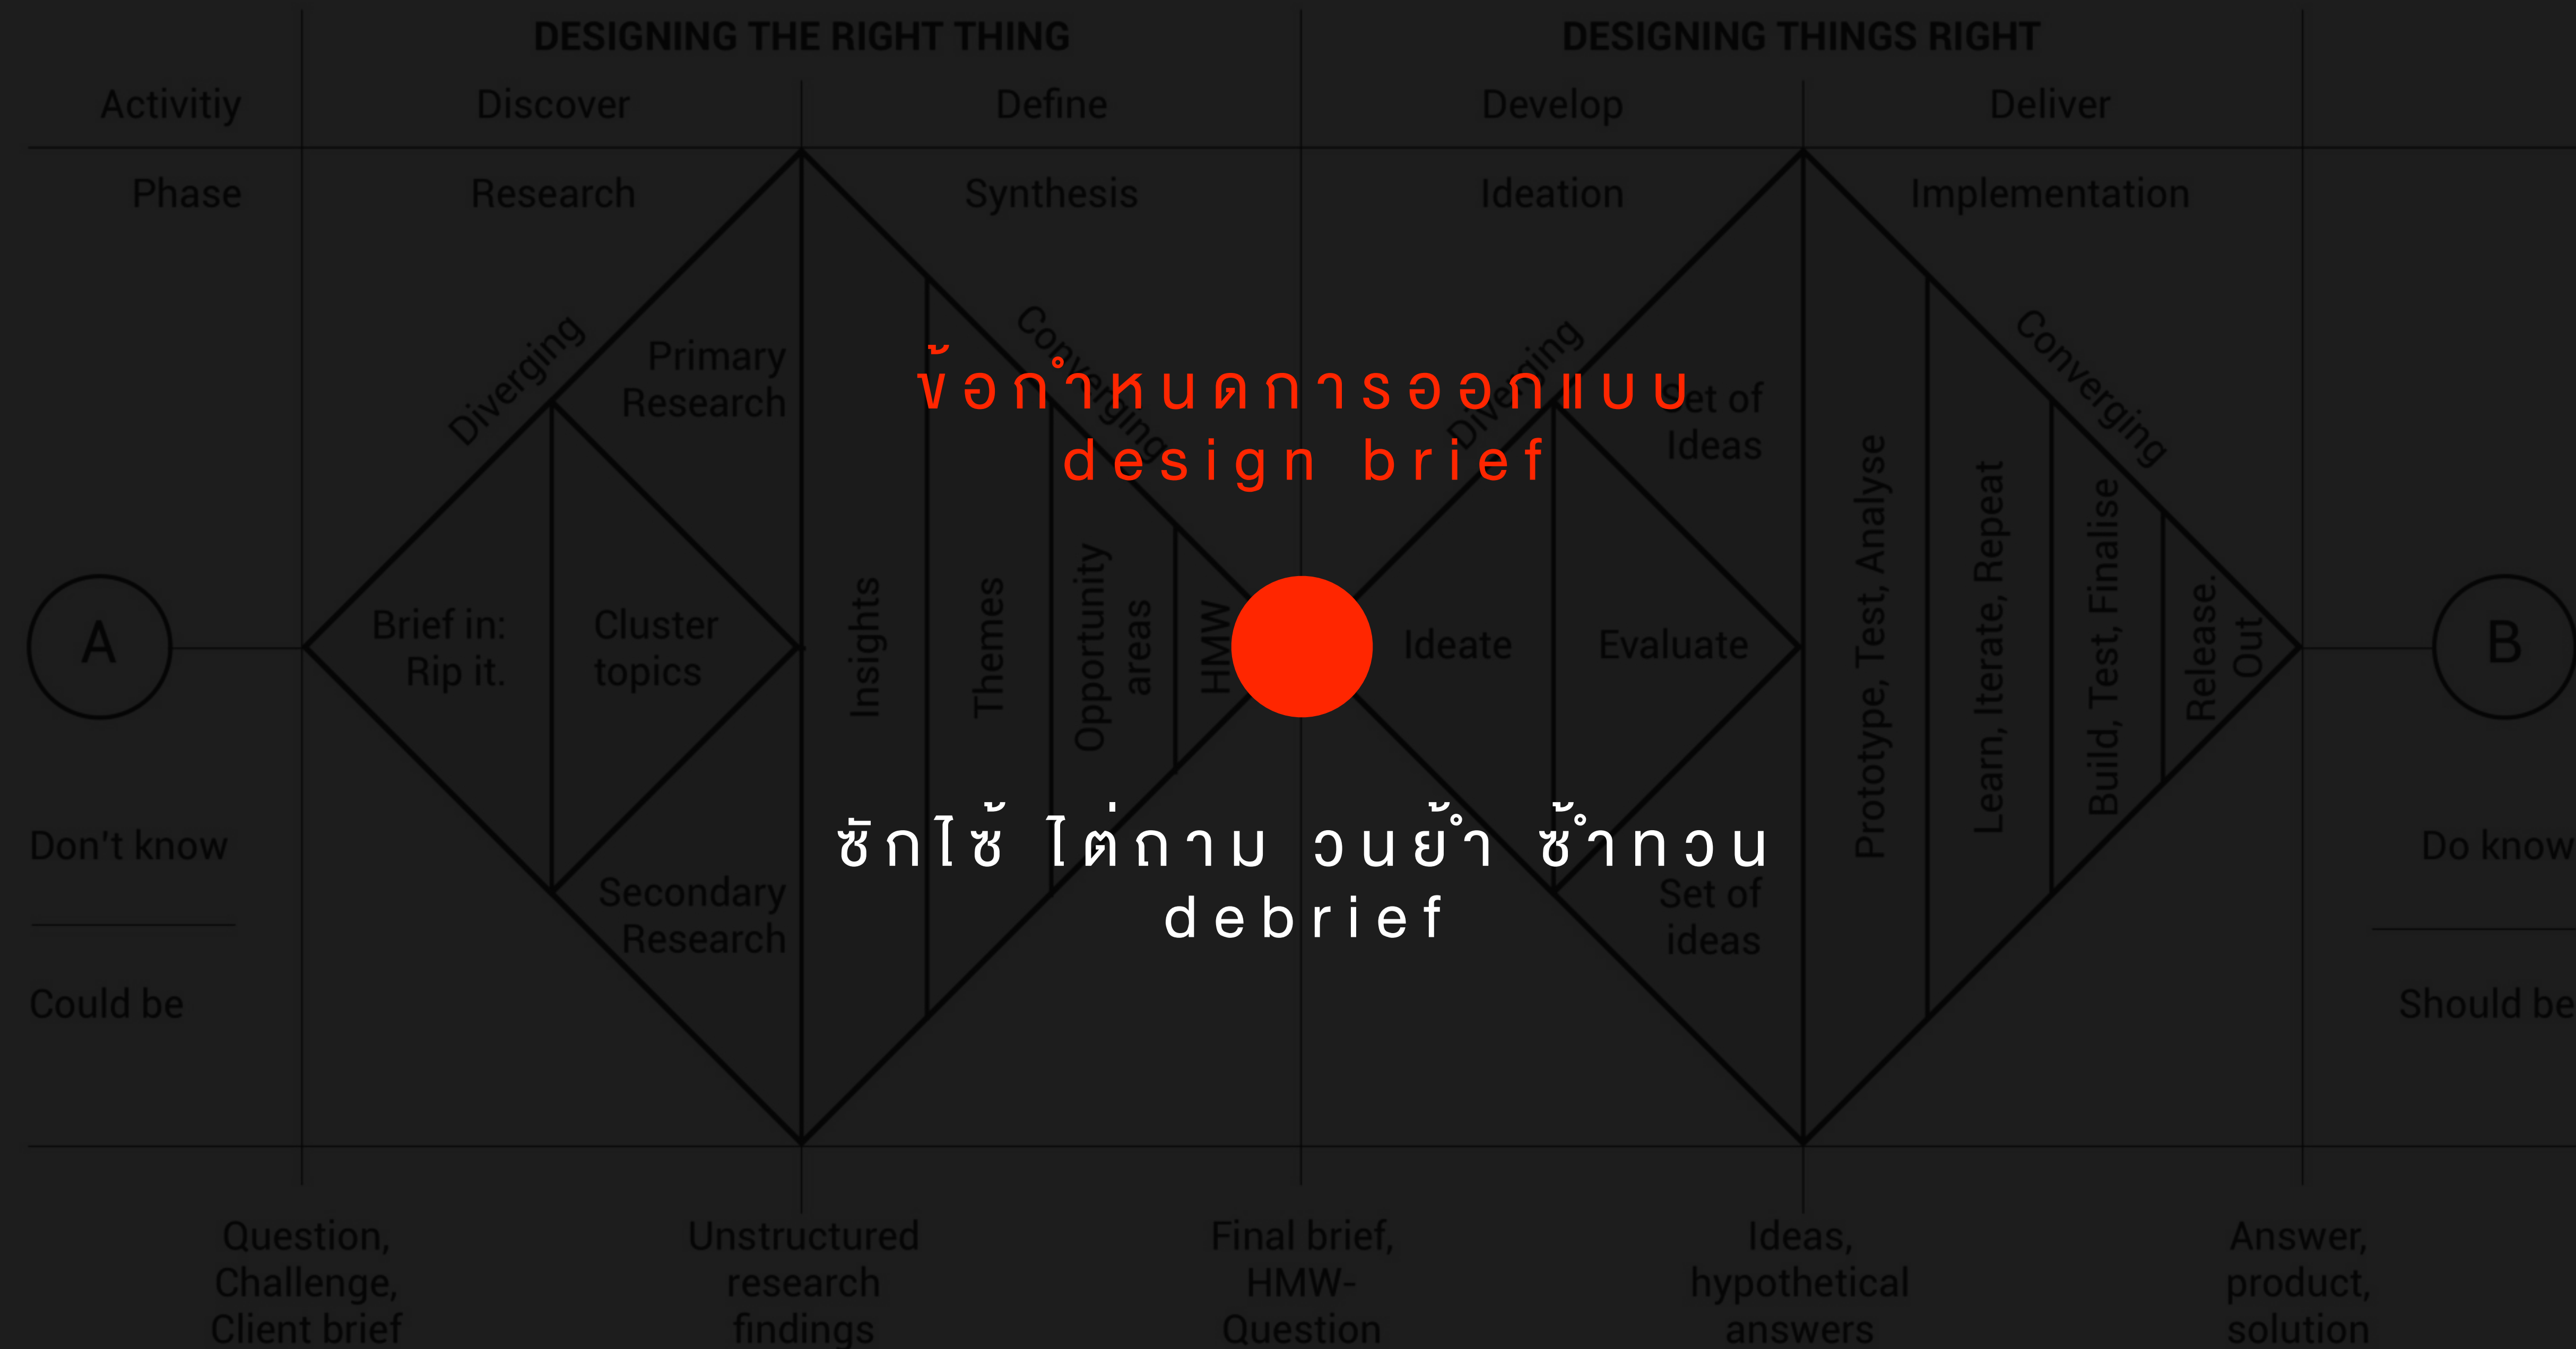 DESIGNING THE RIGHT THING
DESIGNING THINGS RIGHT
Activitiy
Discover
Define
Develop
Deliver
Phase
Research
Synthesis
Ideation
Implementation
Diverging
Primary
Research
Converging
ข้อกำหนดการออกแบบ
design brief
Diverging
Set of
Ideas
Converging
A
Brief in:
Rip it.
Cluster
topics
Insights
Themes
Opportunity
areas
HMW
Ideate
Evaluate
Prototype, Test, Analyse
Learn, Iterate, Repeat
Build, Test, Finalise
Release.
Out
B
Don't know
Could be
Secondary
Research
ซักไซ้ ไต่ถาม วนย้ำ ซ้ำทวน
debrief
Set of
ideas
Do know
Should be
Question,
Challenge,
Client brief
Unstructured
research
findings
Final brief,
HMW-
Question
Ideas,
hypothetical
answers
Answer,
product,
solution